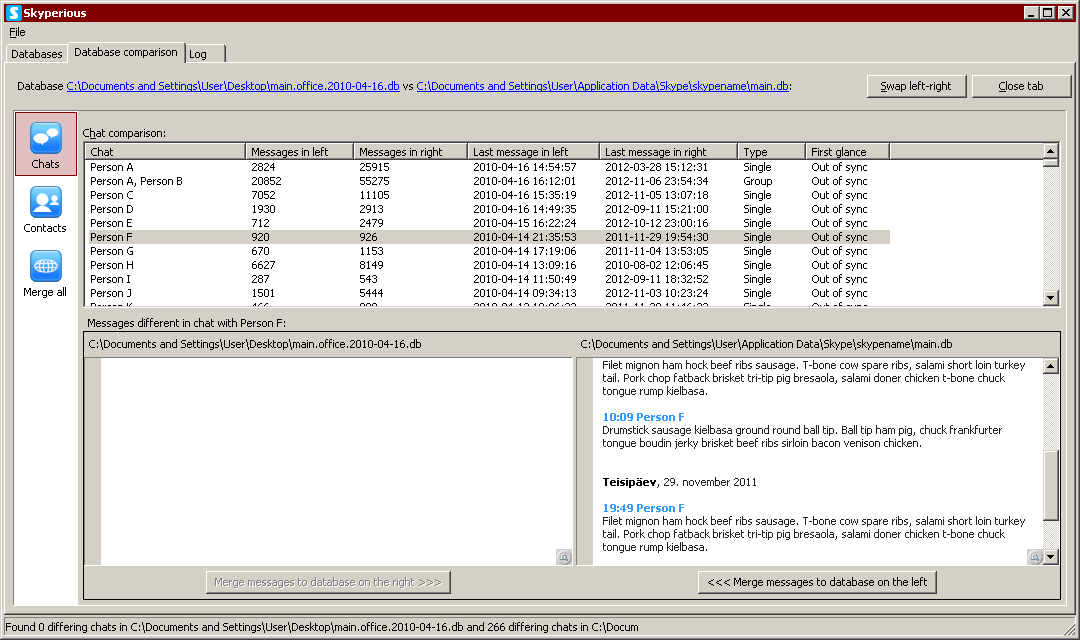 Skyperious
File
Databases Database comparison Log
Database C:\Documents and Settings\User\Desktop\main.office.2010-04-16.db vs C:\Documents and Settings\User\Application Data\Skype\skypename\main.db: Swap left-right Close tab
Chats
Contacts
Merge all
Chat comparison:
Chat Messages in left Messages in right Last message in left Last message in right Type First glance
Person A 2824 25915 2010-04-16 14:54:57 2012-03-28 15:12:31 Single Out of sync
Person A, Person B 20852 55275 2010-04-16 16:12:01 2012-11-06 23:54:34 Group Out of sync
Person C 7052 11105 2010-04-16 15:35:19 2012-11-05 13:07:18 Single Out of sync
Person D 1930 2913 2010-04-16 14:49:35 2012-09-11 15:21:00 Single Out of sync
Person E 712 2479 2010-04-15 16:22:24 2012-10-12 23:00:16 Single Out of sync
Person F 920 926 2010-04-14 21:35:53 2011-11-29 19:54:30 Single Out of sync
Person G 670 1153 2010-04-14 17:19:06 2011-11-04 13:53:05 Single Out of sync
Person H 6627 8149 2010-04-14 13:09:16 2010-08-02 12:06:45 Single Out of sync
Person I 287 543 2010-04-14 11:50:49 2012-09-11 18:32:52 Single Out of sync
Person J 1501 5444 2010-04-14 09:34:13 2012-11-03 10:23:24 Single Out of sync
Messages different in chat with Person F:
C:\Documents and Settings\User\Desktop\main.office.2010-04-16.db
C:\Documents and Settings\User\Application Data\Skype\skypename\main.db
Filet mignon ham hock beef ribs sausage. T-bone cow spare ribs, salami short loin turkey
tail. Pork chop fatback brisket tri-tip pig bresaola, salami doner chicken t-bone chuck
tongue rump kielbasa.
10:09 Person F
Drumstick sausage kielbasa ground round ball tip. Ball tip ham pig, chuck frankfurter
tongue boudin jerky brisket beef ribs sirloin bacon venison chicken.
Teisipäev, 29. november 2011
19:49 Person F
Filet mignon ham hock beef ribs sausage. T-bone cow spare ribs, salami short loin turkey
tail. Pork chop fatback brisket tri-tip pig bresaola, salami doner chicken t-bone chuck
tongue rump kielbasa.
Merge messages to database on the right >>>
<<< Merge messages to database on the left
Found 0 differing chats in C:\Documents and Settings\User\Desktop\main.office.2010-04-16.db and 266 differing chats in C:\Docum